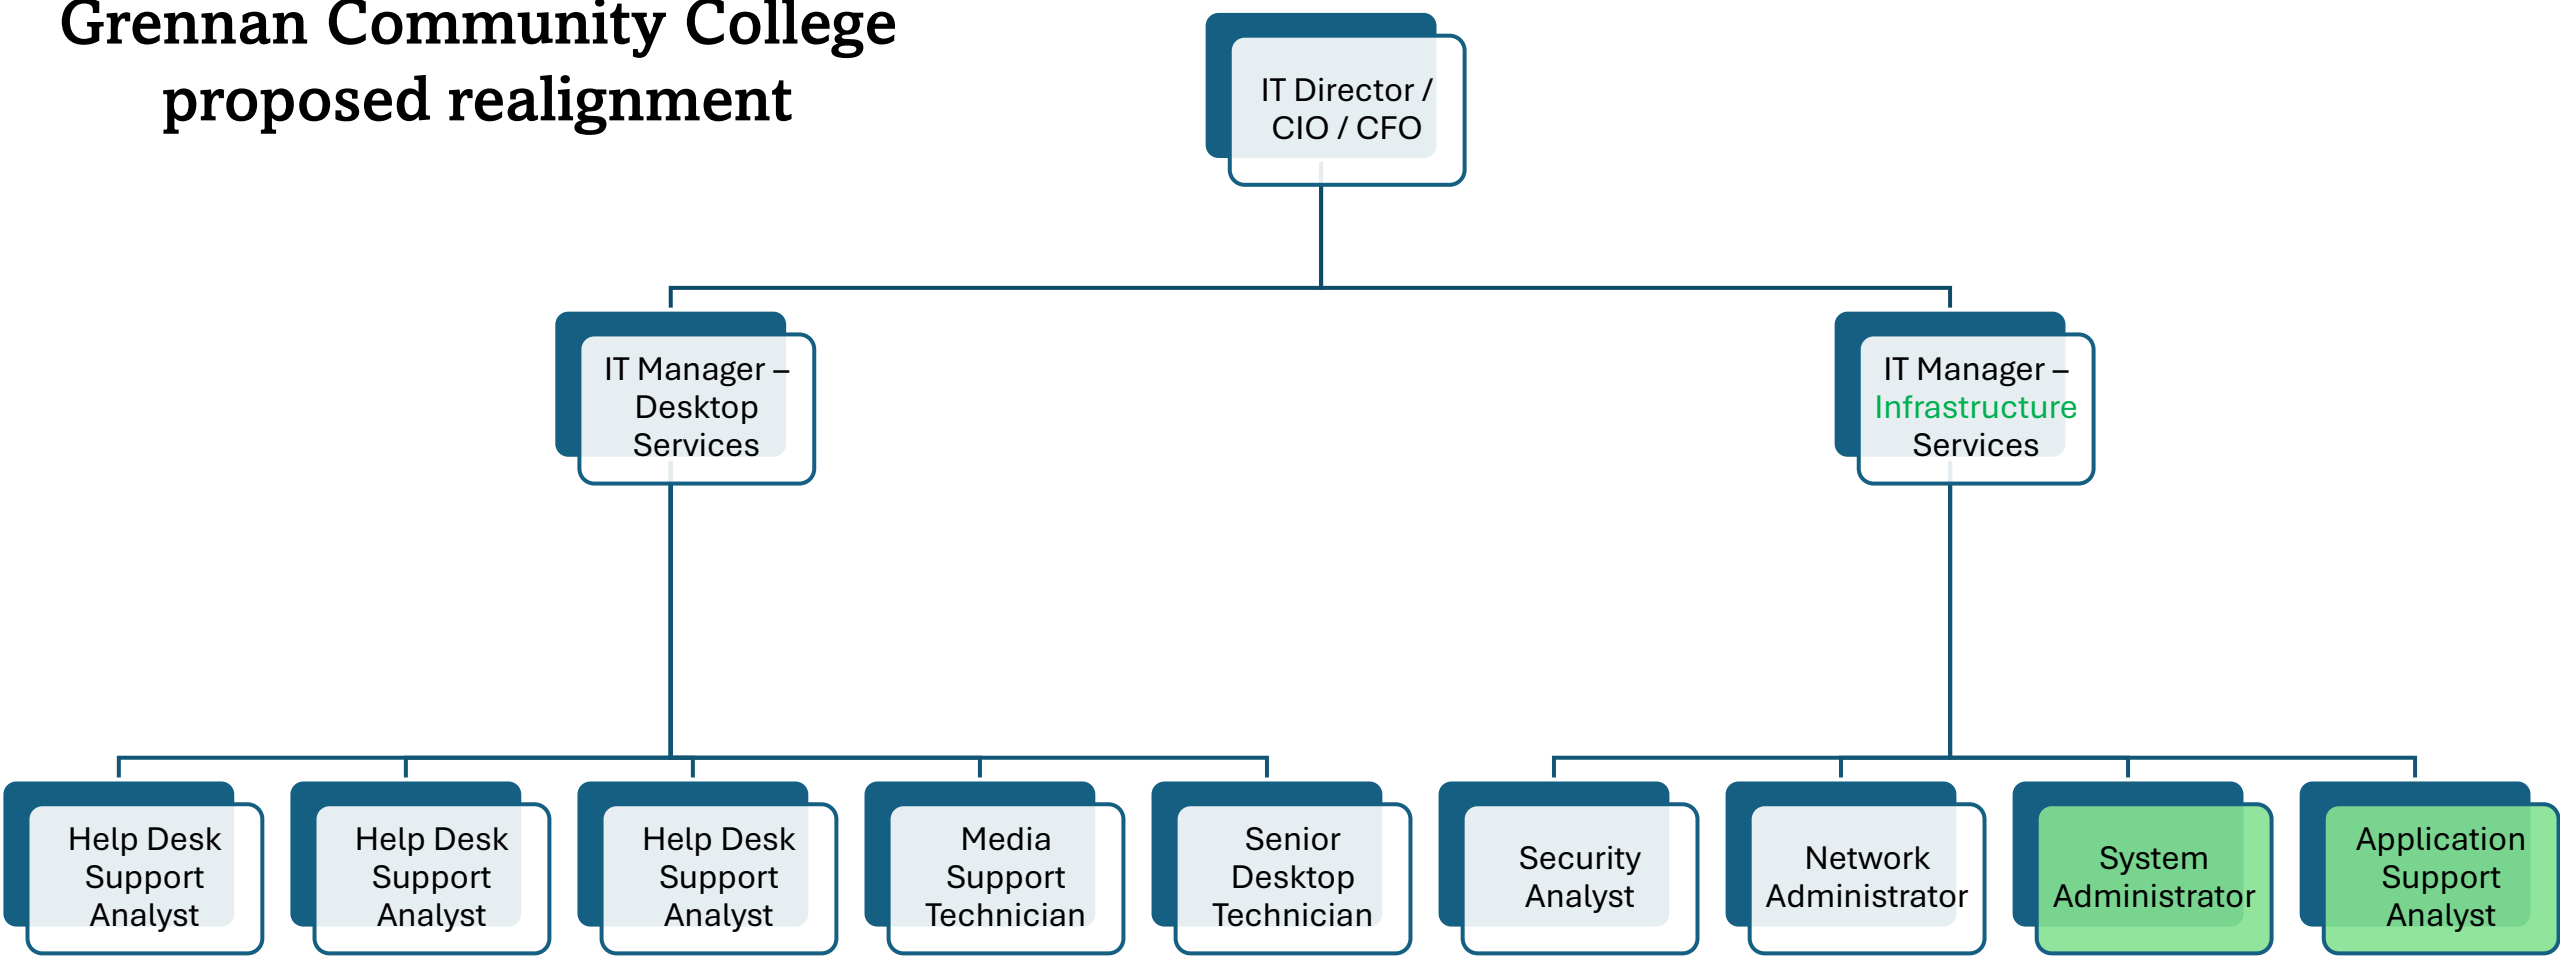 Grennan Community College
proposed realignment
IT Director /
CIO / CFO
IT Manager –
Desktop
Services
IT Manager –
Infrastructure
Services
Help Desk
Support
Analyst
Help Desk
Support
Analyst
Help Desk
Support
Analyst
Media
Support
Technician
Senior
Desktop
Technician
Security
Analyst
Network
Administrator
System
Administrator
Application
Support
Analyst